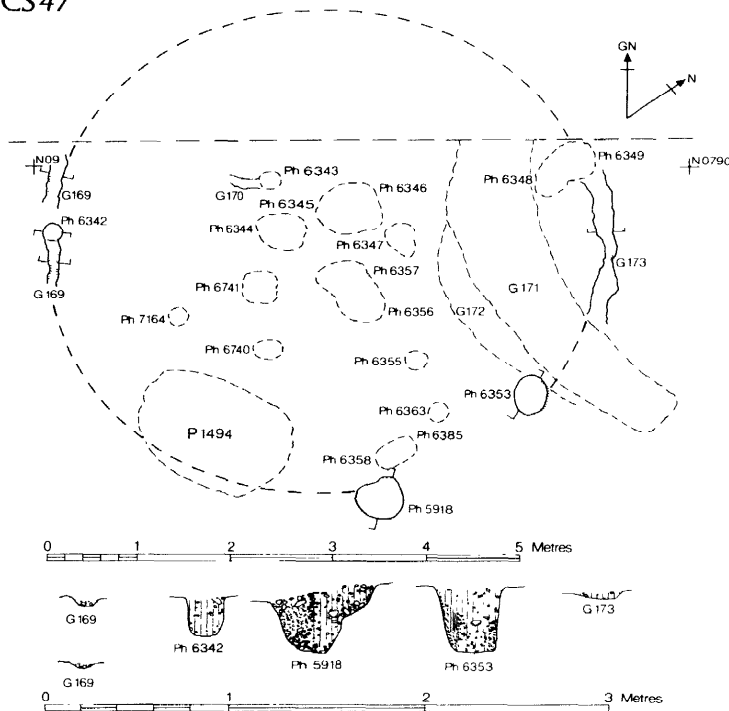 CS47
GN
N
N09
N090
Ph 6349
Ph 6343
Ph 6348
Ph 6346
G169
G170
Ph 6345
Ph 6342
Ph 6344
Ph 6347
G173
Ph 6357
G169
Ph 6741
G171
G172
Ph 7164
Ph 6356
Ph 6740
Ph 6355
Ph 6353
Ph 6363
P 1494
Ph 6385
Ph 6358
Ph 5918
0 1 2 3 4 5 Metres
G169
Ph 6342
Ph 5918
Ph 6353
G173
G169
0 1 2 3 Metres